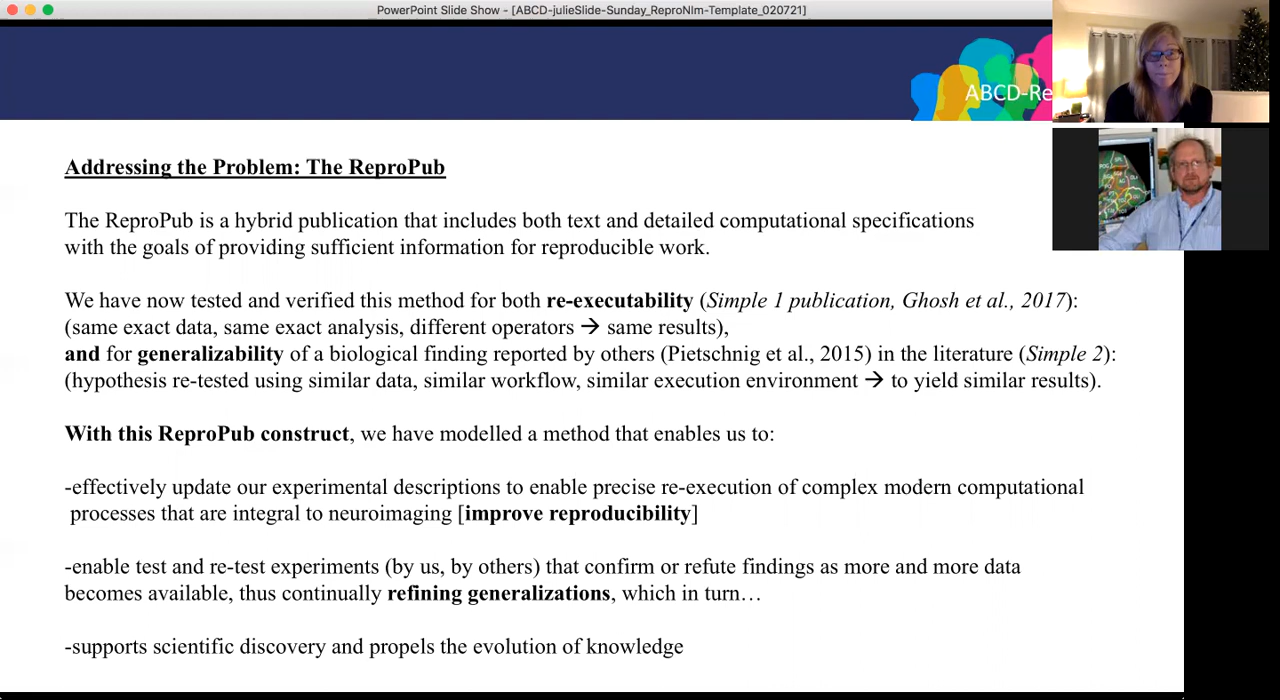 PowerPoint Slide Show - [ABCD-julieSlide-Sunday_ReproNIm-Template_020721]
ABCD-Re
Addressing the Problem: The ReproPub
The ReproPub is a hybrid publication that includes both text and detailed computational specifications
with the goals of providing sufficient information for reproducible work.
We have now tested and verified this method for both re-executability (Simple 1 publication, Ghosh et al., 2017):
(same exact data, same exact analysis, different operators → same results),
and for generalizability of a biological finding reported by others (Pietschnig et al., 2015) in the literature (Simple 2):
(hypothesis re-tested using similar data, similar workflow, similar execution environment → to yield similar results).
With this ReproPub construct, we have modelled a method that enables us to:
-effectively update our experimental descriptions to enable precise re-execution of complex modern computational
processes that are integral to neuroimaging [improve reproducibility]
-enable test and re-test experiments (by us, by others) that confirm or refute findings as more and more data
becomes available, thus continually refining generalizations, which in turn…
-supports scientific discovery and propels the evolution of knowledge